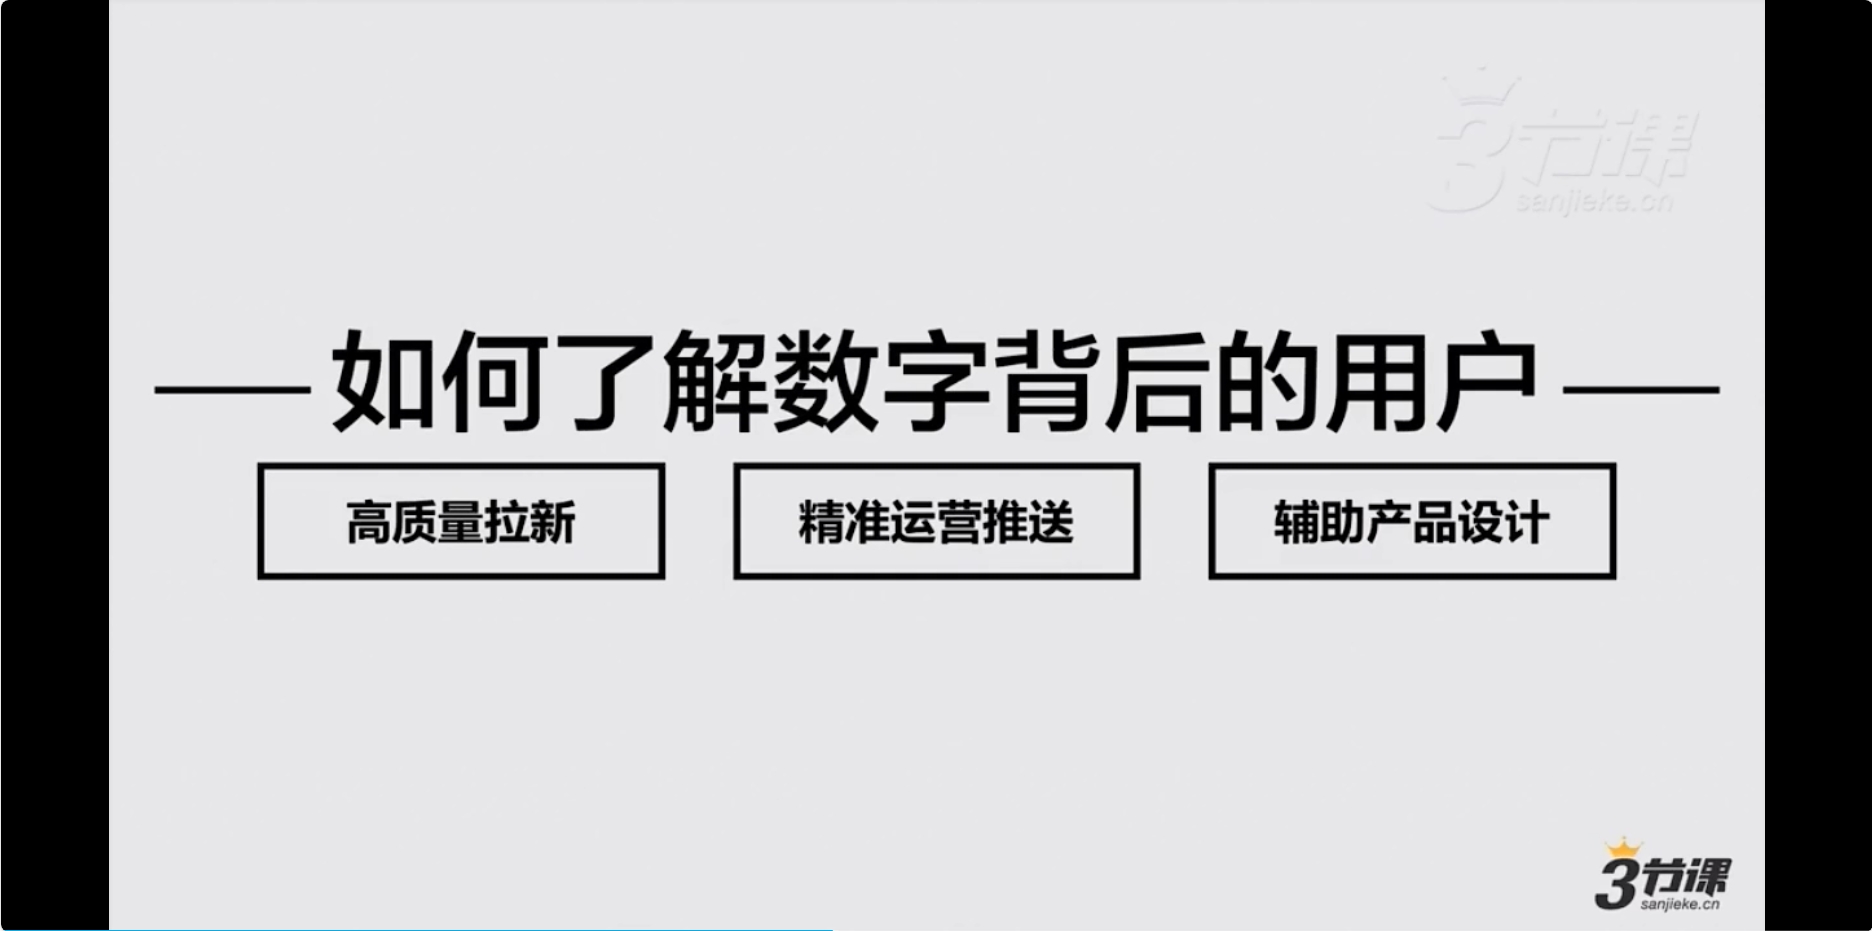 3节课
sanjieke.cn
如何了解数字背后的用户
高质量拉新
精准运营推送
辅助产品设计
3节课
sanjieke.cn